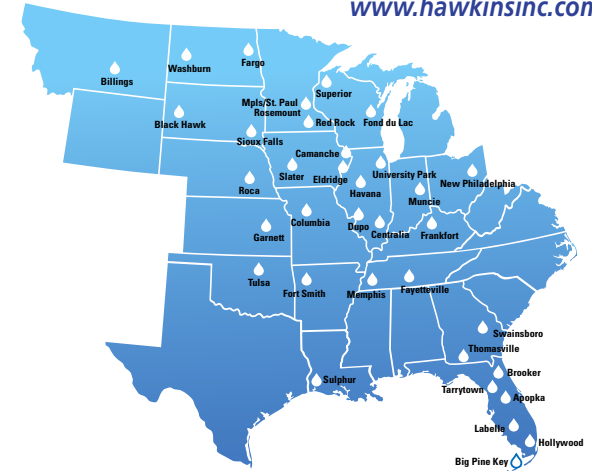 www.hawkinsinc.com
Fargo
Washburn
Billings
Superior
Mpls/St. Paul
Rosemount
Red Rock
Fond du Lac
Black Hawk
Sioux Falls
Camanche
Slater
Eldridge
University Park
New Philadelphia
Roca
Havana
Muncie
Columbia
Dupo
Centralia
Frankfort
Garnett
Tulsa
Fort Smith
Memphis
Fayetteville
Swainsboro
Thomasville
Sulphur
Brooker
Tarrytown
Apopka
Labelle
Hollywood
Big Pine Key